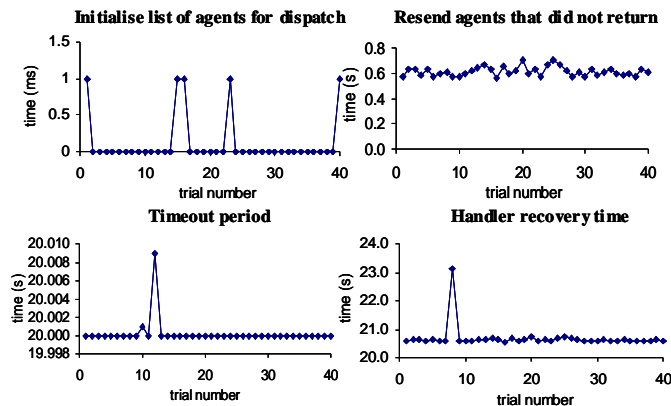 Initialise list of agents for dispatch
time (ms)
1.5
1
0.5
0
0 10 20 30 40
trial number
Resend agents that did not return
time (s)
0.8
0.6
0.4
0.2
0.0
0 10 20 30 40
trial number
Timeout period
time (s)
20.010
20.008
20.006
20.004
20.002
20.000
19.998
0 10 20 30 40
trial number
Handler recovery time
time (s)
24.0
23.0
22.0
21.0
20.0
0 10 20 30 40
trial number